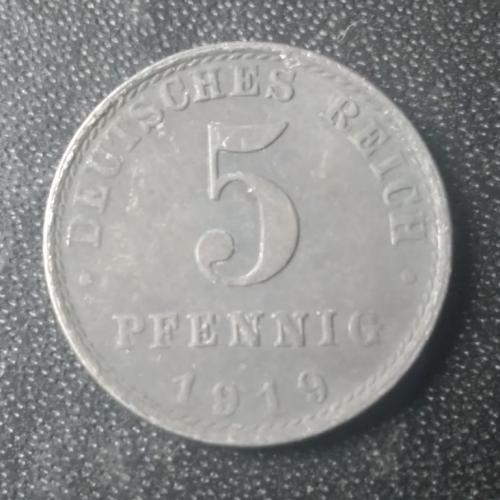 DEUTSCHES REICH
5
PFENNIG
1919